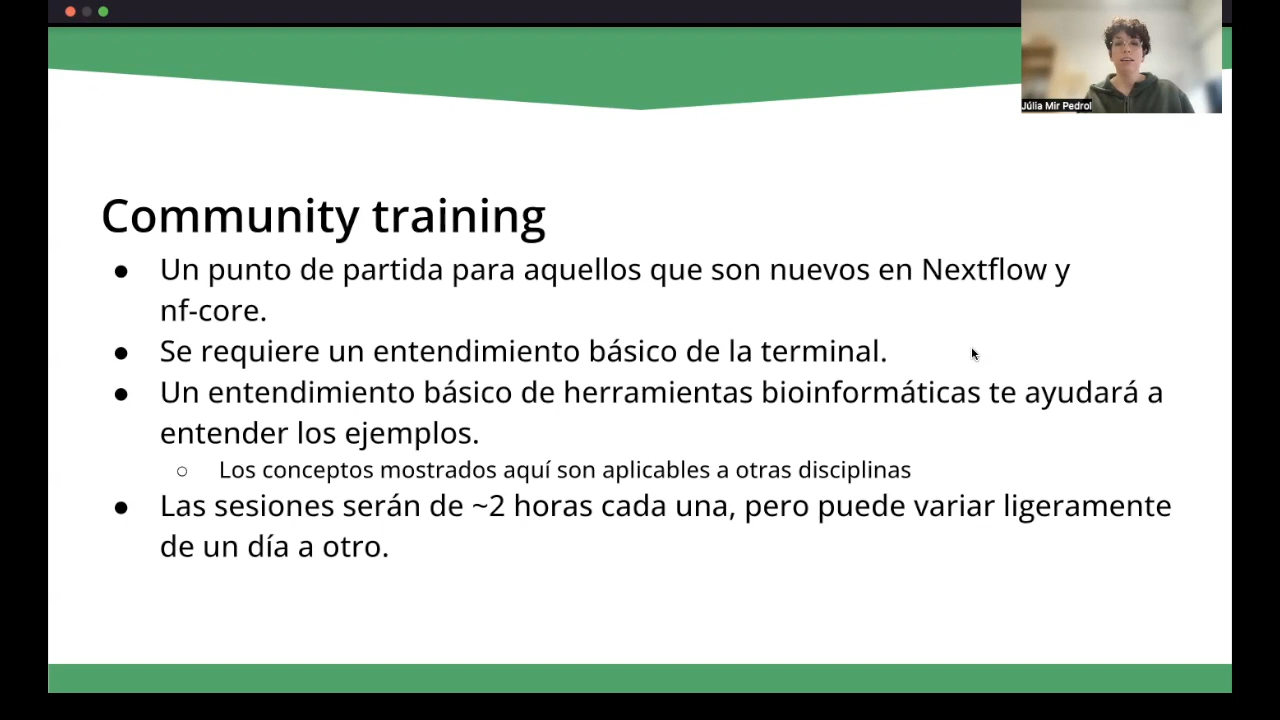 Júlia Mir Pedrol
Community training
● Un punto de partida para aquellos que son nuevos en Nextflow y
nf-core.
● Se requiere un entendimiento básico de la terminal.
● Un entendimiento básico de herramientas bioinformáticas te ayudará a
entender los ejemplos.
○ Los conceptos mostrados aquí son aplicables a otras disciplinas
● Las sesiones serán de ~2 horas cada una, pero puede variar ligeramente
de un día a otro.